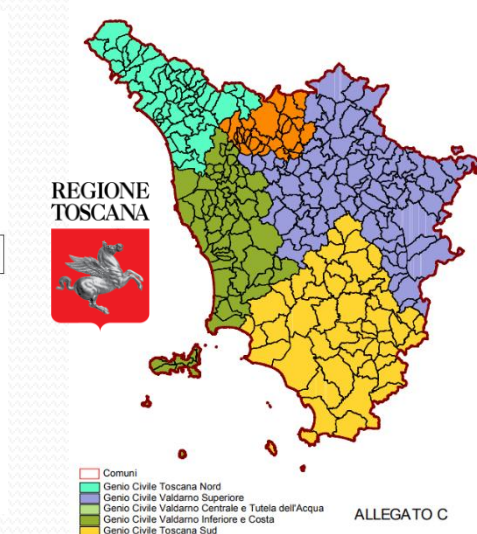 REGIONE
TOSCANA
Comuni
Genio Civile Toscana Nord
Genio Civile Valdarno Superiore
Genio Civile Valdarno Centrale e Tutela dell'Acqua
Genio Civile Valdarno Inferiore e Costa
Genio Civile Toscana Sud
ALLEGATO C